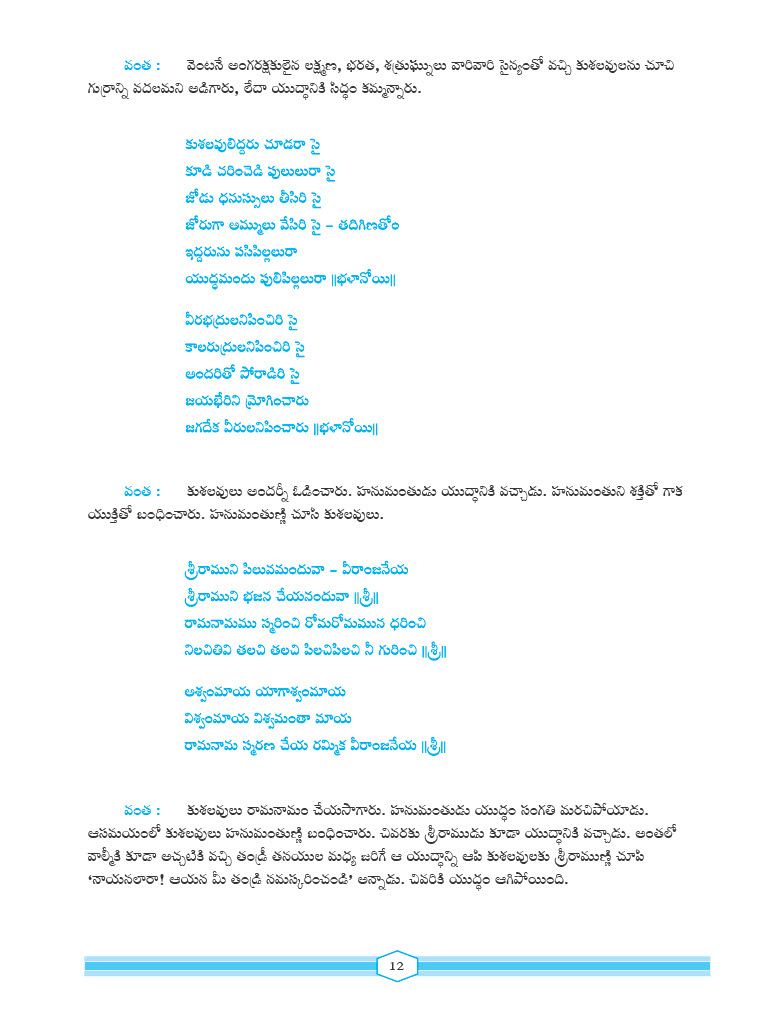 వంత : వెంటనే అంగరక్షకులైన లక్ష్మణ, భరత, శత్రుఘ్నులు వారివారి సైన్యంతో వచ్చి కుశలవులను చూచి
గుర్రాన్ని వదలమని అడిగారు, లేదా యుద్ధానికి సిద్ధం కమ్మన్నారు.
కుశలవులిద్దరు చూడరా సై
కూడి చరించెడి పులులురా సై
జోడు ధనుస్సులు తీసిరి సై
జోరుగా అమ్ములు వేసిరి సై – తదిగిణతోం
ఇద్దరును పసిపిల్లలురా
యుద్ధమందు పులిపిల్లలురా ॥భళానోయి॥
వీరభద్రులనిపించిరి సై
కాలరుద్రులనిపించిరి సై
అందరితో పోరాడిరి సై
జయభేరిని మ్రోగించారు
జగదేక వీరులనిపించారు ॥భళానోయి॥
వంత : కుశలవులు అందర్నీ ఓడించారు. హనుమంతుడు యుద్ధానికి వచ్చాడు. హనుమంతుని శక్తితో గాక
యుక్తితో బంధించారు. హనుమంతుణ్ణి చూసి కుశలవులు.
శ్రీరాముని పిలువమందువా – వీరాంజనేయ
శ్రీరాముని భజన చేయనందువా ॥శ్రీ॥
రామనామము స్మరించి రోమరోమమున ధరించి
నిలచితివి తలచి తలచి పిలచిపిలచి నీ గురించి ॥శ్రీ॥
ఆశ్వంమాయ యాగాశ్వంమాయ
విశ్వంమాయ విశ్వమంతా మాయ
రామనామ స్మరణ చేయ రమ్మిక వీరాంజనేయ ॥శ్రీ॥
వంత : కుశలవులు రామనామం చేయసాగారు. హనుమంతుడు యుద్ధం సంగతి మరచిపోయాడు.
ఆసమయంలో కుశలవులు హనుమంతుణ్ణి బంధించారు. చివరకు శ్రీరాముడు కూడా యుద్ధానికి వచ్చాడు. అంతలో
వాల్మీకి కూడా అచ్చటికి వచ్చి తండ్రీ తనయుల మధ్య జరిగే ఆ యుద్ధాన్ని ఆపి కుశలవులకు శ్రీరాముణ్ణి చూపి
‘నాయనలారా! ఆయన మీ తండ్రి నమస్కరించండి’ అన్నాడు. చివరికి యుద్ధం ఆగిపోయింది.
12